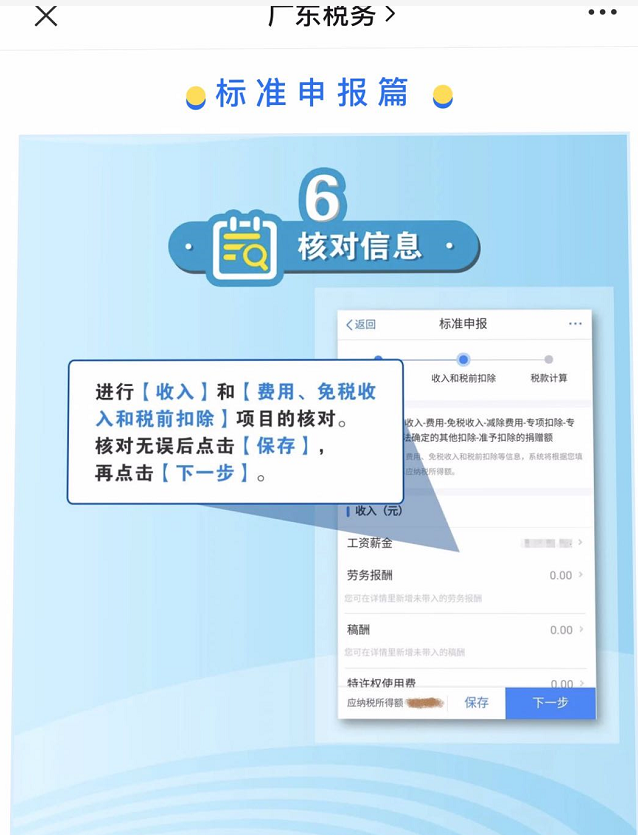 广东税务
标准申报篇
6
核对信息
返回
标准申报
收入和税前扣除
税款计算
进行【收入】和【费用、免税收
入和税前扣除】项目的核对。
核对无误后点击【保存】，
再点击【下一步】。
收入-费用-免税收入-减除费用-专项扣除-专
法确定的其他扣除-准予扣除的捐赠额
费用、免税收入和税前扣除等信息，系统将根据您填
应纳税所得额。
收入（元）
工资薪金
劳务报酬 0.00
您可在详情里新增未带入的劳务报酬
稿酬 0.00
您可在详情里新增未带入的稿酬
特许权使用费 0.00
应纳税所得额
保存
下一步